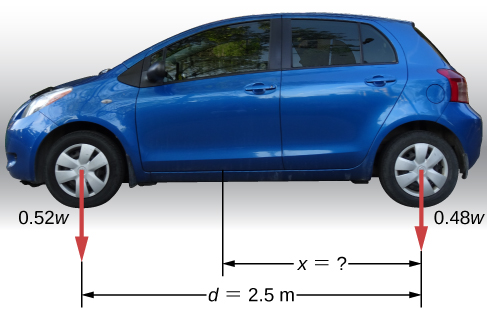 0.52w
0.48w
x = ?
d = 2.5 m